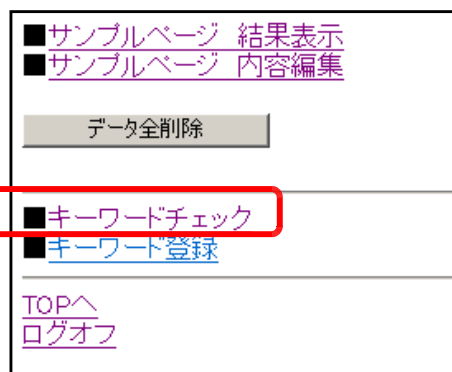 ■サンプルページ 結果表示
■サンプルページ 内容編集
データ全削除
■キーワードチェック
■キーワード登録
TOPへ
ログオフ